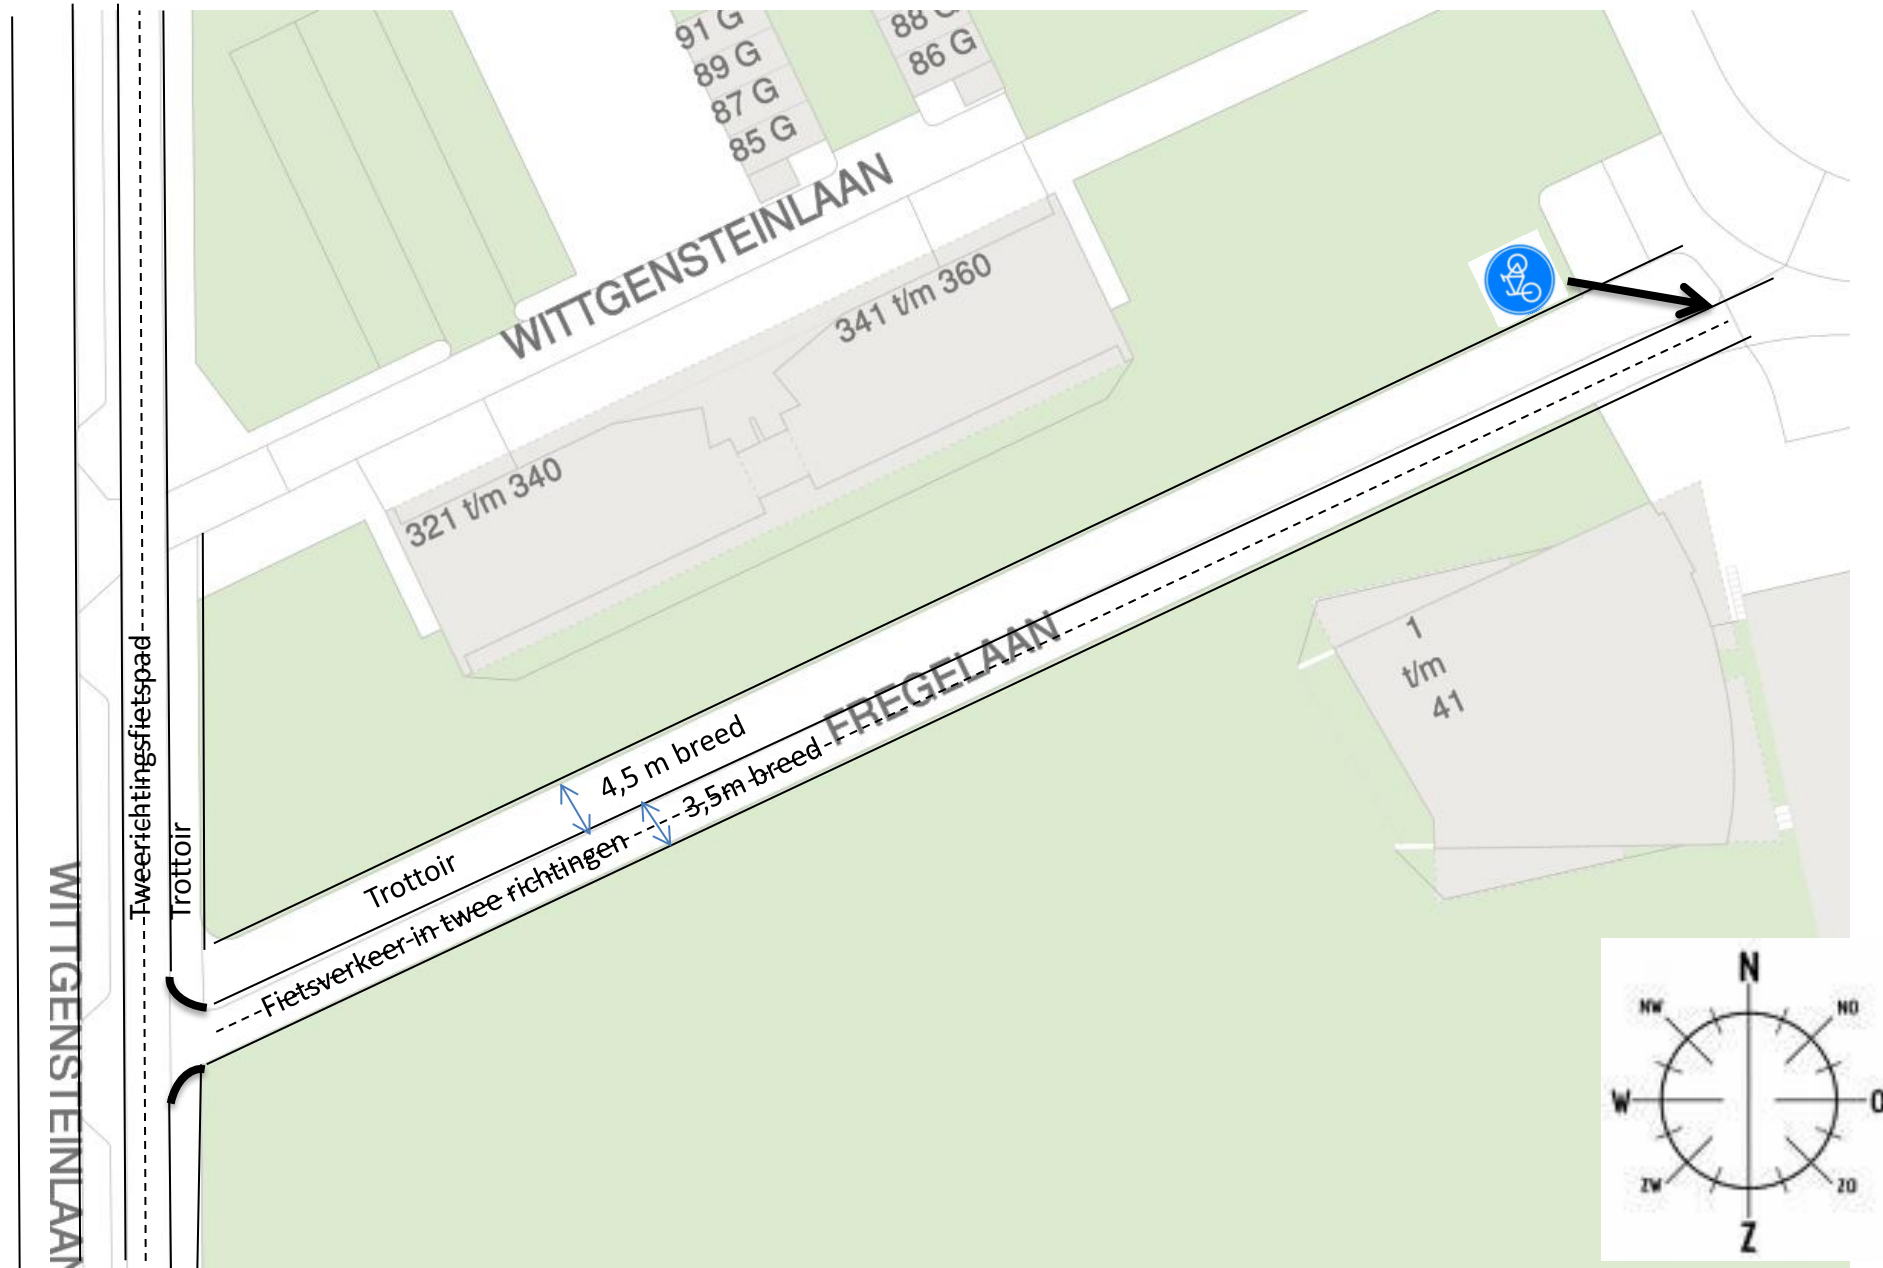 91 G
89 G
87 G
85 G
88 G
86 G
WITTGENSTEINLAAN
341 t/m 360
321 t/m 340
FREGELAAN
1
t/m
41
4,5 m breed
3,5m breed
Trottoir
Fietsverkeer in twee richtingen
Tweerichtingsfietspad
Trottoir
WITTGENSTEINLAAN
N
NW
NO
W
O
ZW
ZO
Z